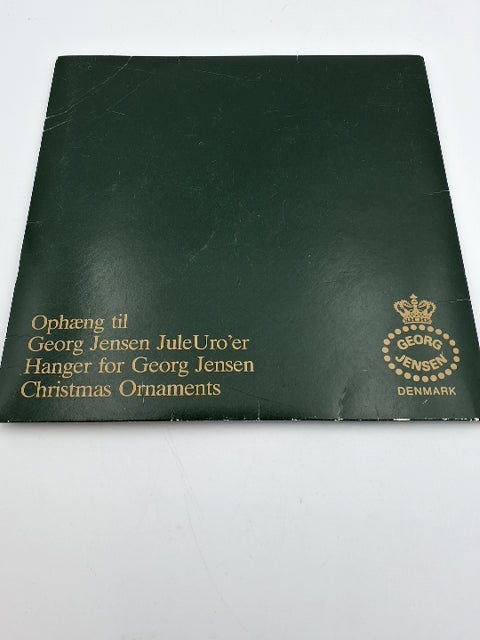 Ophæng til
Georg Jensen JuleUro'er
Hanger for Georg Jensen
Christmas Ornaments
GEORG
JENSEN
DENMARK